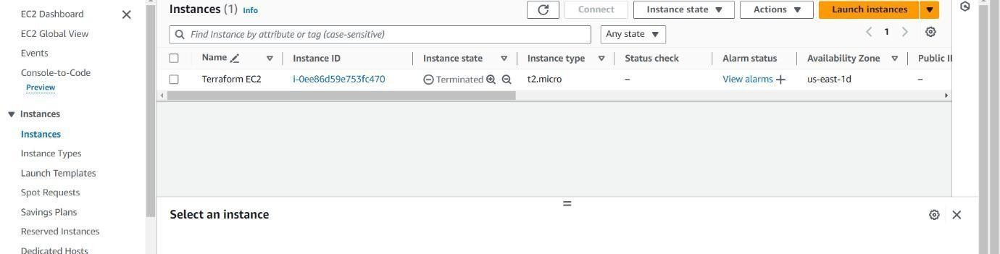 EC2 Dashboard
EC2 Global View
Events
Console-to-Code
Preview
Instances
Instances
Instance Types
Launch Templates
Spot Requests
Savings Plans
Reserved Instances
Dedicated Hosts
Instances (1) Info
Connect Instance state Actions Launch instances
Find Instance by attribute or tag (case-sensitive) Any state 1
Name Instance ID Instance state Instance type Status check Alarm status Availability Zone Public
Terraform EC2 i-0ee86d59e753fc470 Terminated t2.micro – View alarms + us-east-1d –
Select an instance